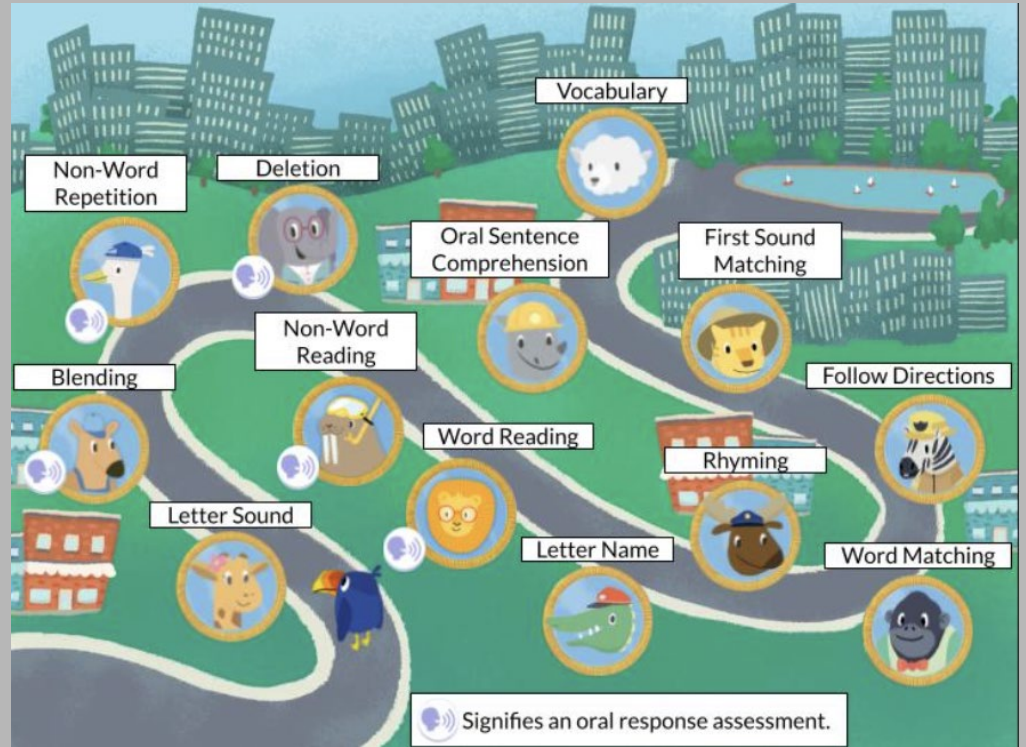 Vocabulary
Non-Word
Repetition
Deletion
Oral Sentence
Comprehension
First Sound
Matching
Non-Word
Reading
Blending
Follow Directions
Word Reading
Rhyming
Letter Sound
Letter Name
Word Matching
Signifies an oral response assessment.